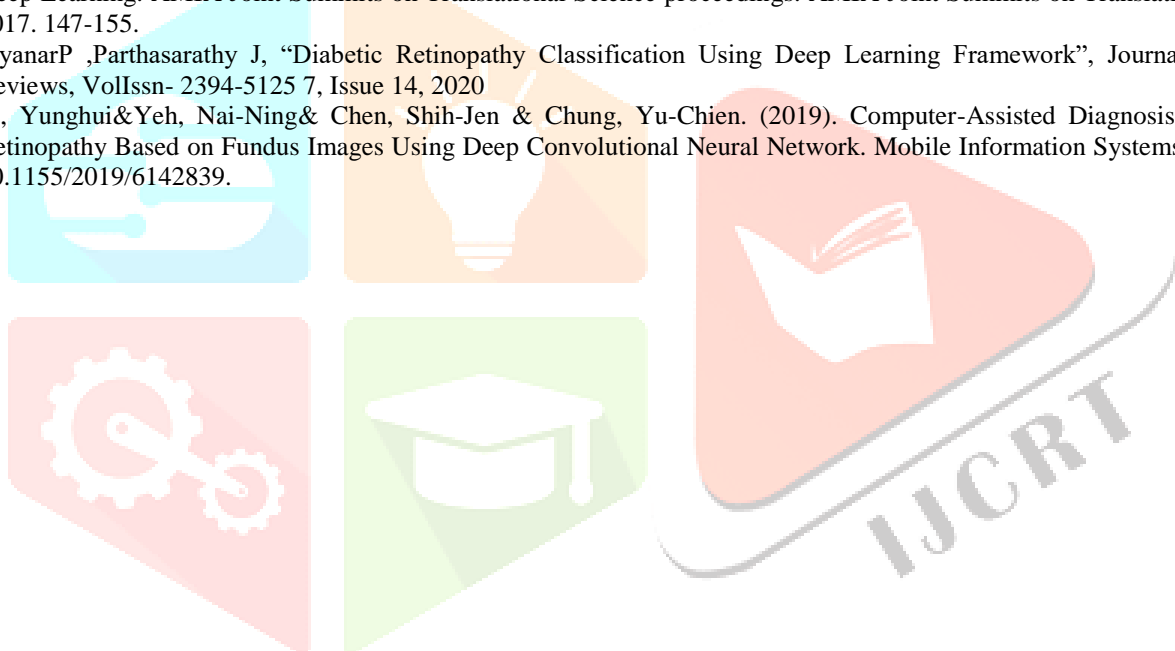 eep Learning. AMIA Joint Summits on Translational Science proceedings. AMIA Joint Summits on Translat
017. 147-155.
yanarP ,Parthasarathy J, “Diabetic Retinopathy Classification Using Deep Learning Framework”, Journa
eviews, VolIssn- 2394-5125 7, Issue 14, 2020
, Yunghui&Yeh, Nai-Ning& Chen, Shih-Jen & Chung, Yu-Chien. (2019). Computer-Assisted Diagnosis
etinopathy Based on Fundus Images Using Deep Convolutional Neural Network. Mobile Information Systems
0.1155/2019/6142839.
IJCRT